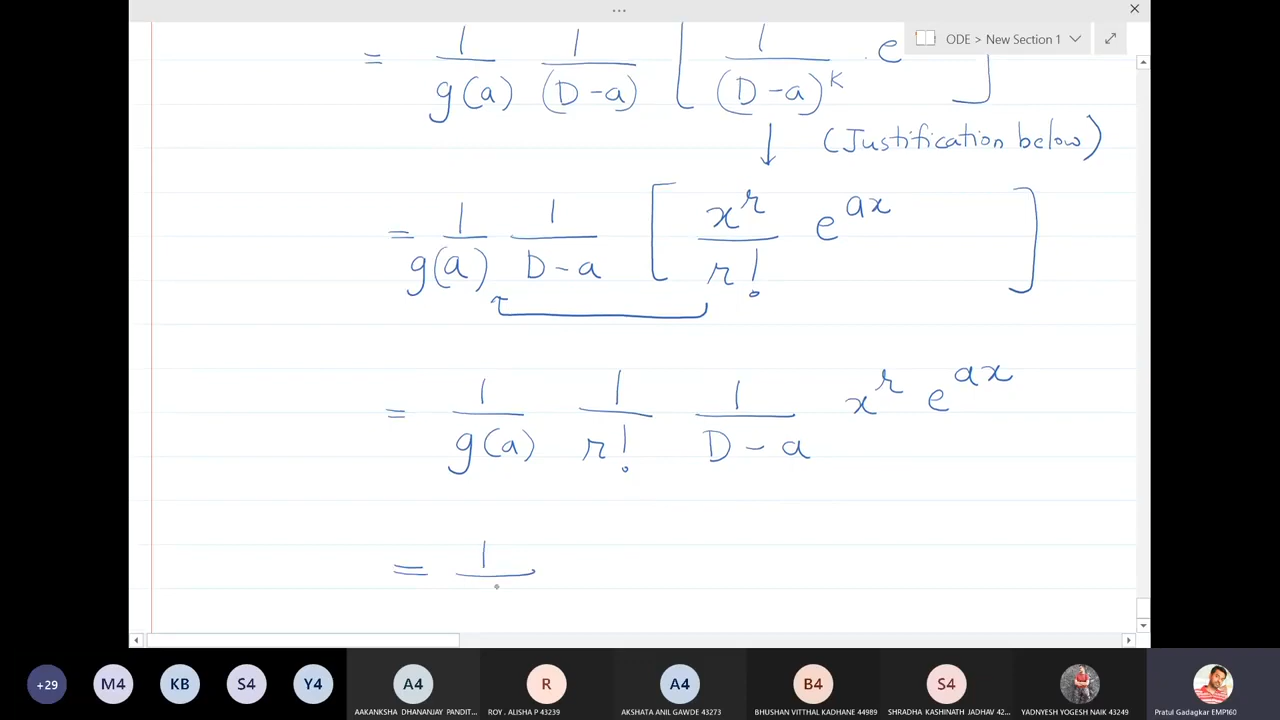 ODE > New Section 1
= 1/g(a) 1/(D-a) [ 1/(D-a)^K . e ]
(Justification below)
= 1/g(a) 1/D-a [ x^r/r! e^ax ]
= 1/g(a) 1/r! 1/D-a x^r e^ax
= 1
+29 M4 KB S4 Y4 A4 R A4 B4 S4
AAKANKSHA DHANANJAY PANDIT... ROY , ALISHA P 43239 AKSHATA ANIL GAWDE 43273 BHUSHAN VITTHAL KADHANE 44989 SHRADHA KASHINATH JADHAV 42... YADNYESH YOGESH NAIK 43249 Pratul Gadagkar EMP160